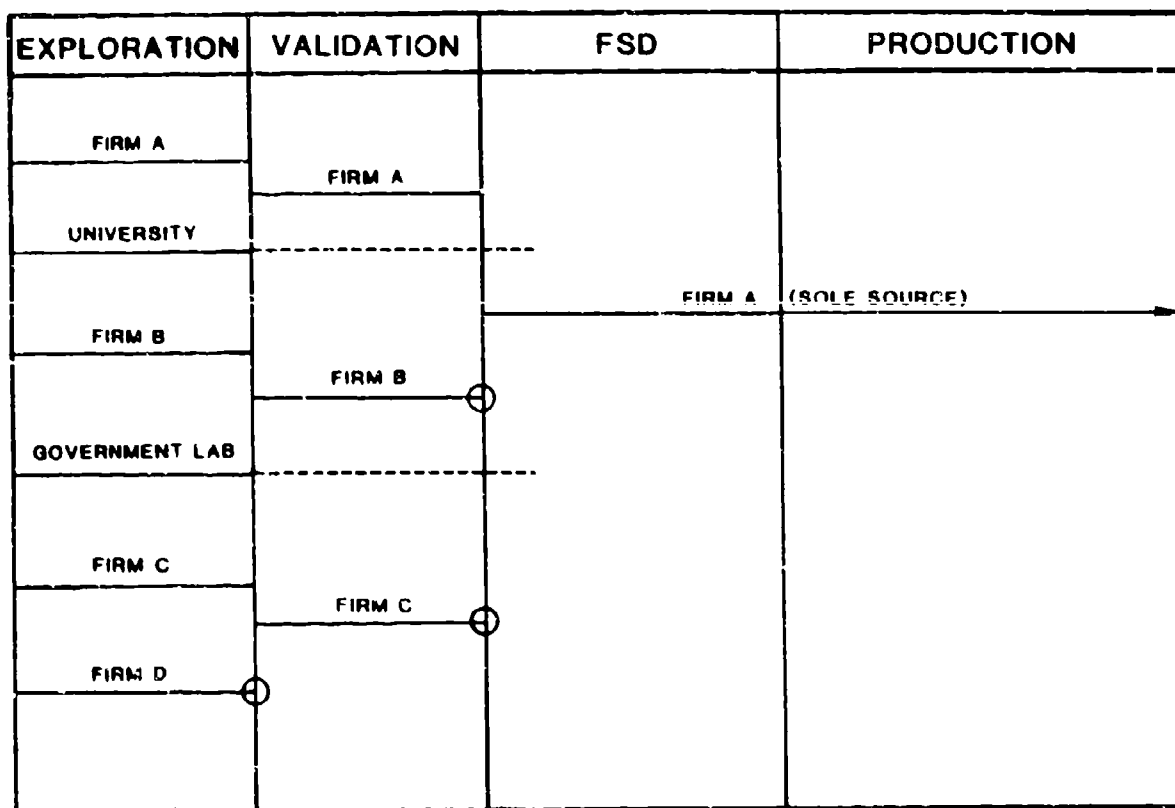 EXPLORATION VALIDATION FSD PRODUCTION
FIRM A
FIRM A
UNIVERSITY
FIRM A (SOLE SOURCE)
FIRM B
FIRM B
GOVERNMENT LAB
FIRM C
FIRM C
FIRM D